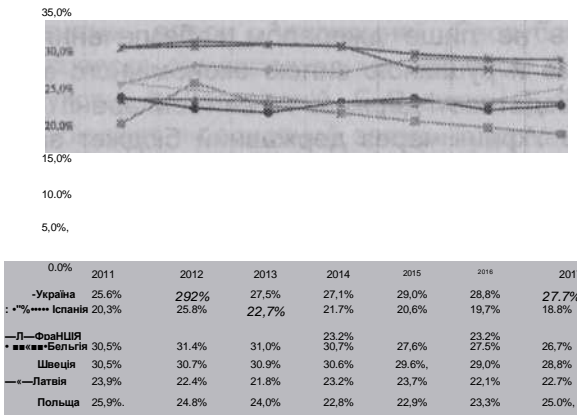 35,0%
30,0%
25,0%
20,0%
15,0%
10.0%
5,0%,
0.0%
2011 2012 2013 2014 2015 2016 201
-Україна 25.6% 292% 27,5% 27,1% 29,0% 28,8% 27.7%
: •"%••••• Іспанія 20,3% 25.8% 22,7% 21.7% 20,6% 19,7% 18.8%
—Л—ФраНЦІЯ 23.2% 23.2%
• ■■«■■•Бельгія 30,5% 31.4% 31,0% 30,7% 27,6% 27.5% 26,7%
Швеція 30,5% 30.7% 30.9% 30.6% 29.6%, 29,0% 28,8%
—«—Латвія 23,9% 22.4% 21.8% 23.2% 23,7% 22,1% 22.7%
Польща 25,9%. 24.8% 24,0% 22,8% 22,9% 23,3% 25.0%,